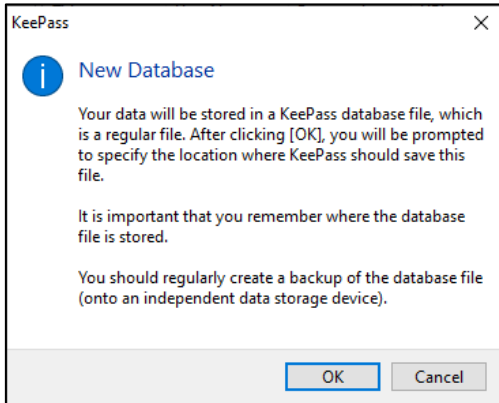 KeePass
New Database
Your data will be stored in a KeePass database file, which
is a regular file. After clicking [OK], you will be prompted
to specify the location where KeePass should save this
file.
It is important that you remember where the database
file is stored.
You should regularly create a backup of the database file
(onto an independent data storage device).
OK
Cancel